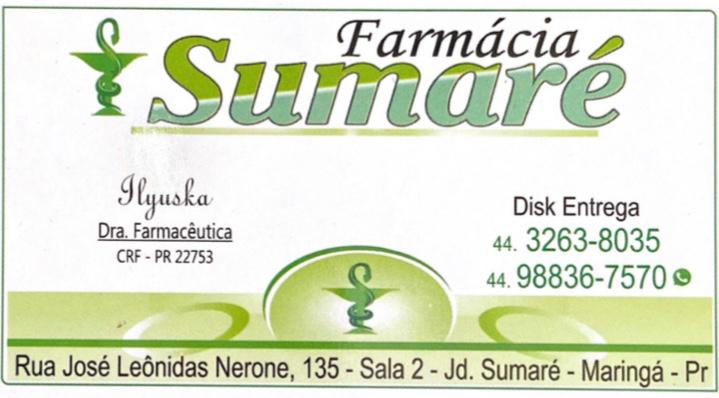 Farmácia
Sumaré
Ilyuska
Dra. Farmacêutica
CRF - PR 22753
Disk Entrega
44. 3263-8035
44. 98836-7570
Rua José Leônidas Nerone, 135 - Sala 2 - Jd. Sumaré - Maringá - Pr